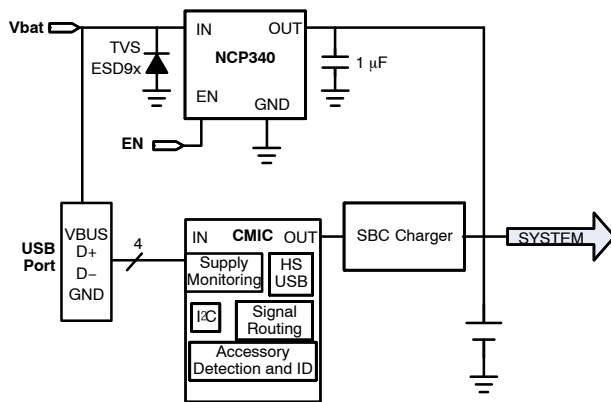 Vbat
IN
OUT
TVS
ESD9x
NCP340
1 μF
EN
GND
EN
USB
Port
VBUS
D+
D−
GND
4
IN
CMIC
OUT
Supply
Monitoring
HS
USB
I2C
Signal
Routing
Accessory
Detection and ID
SBC Charger
SYSTEM